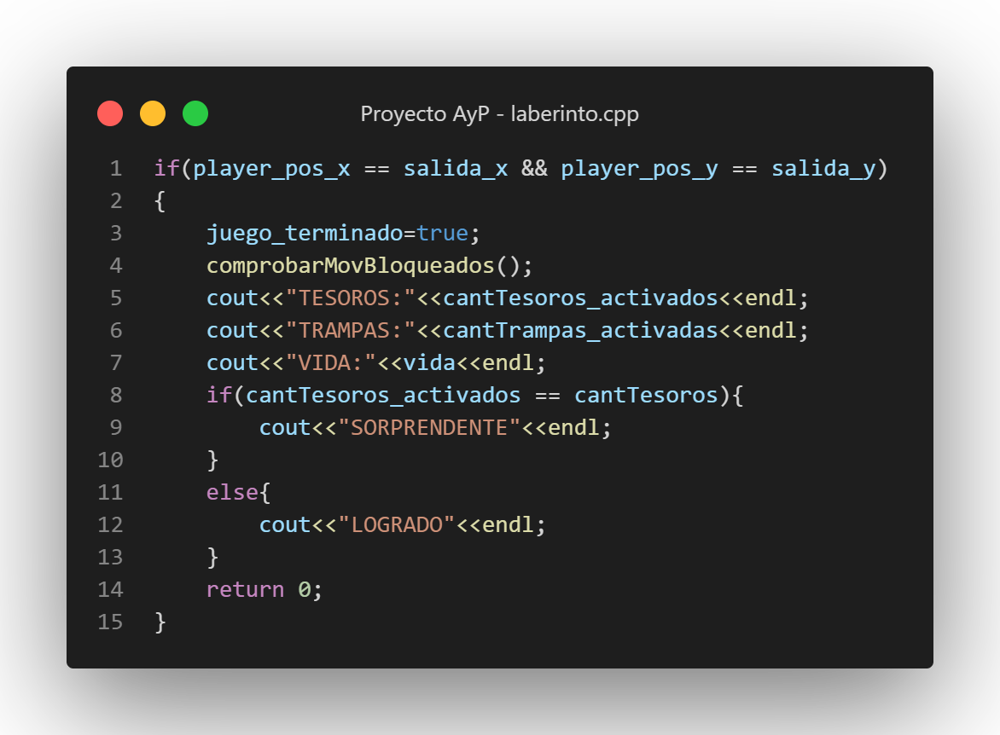 Proyecto AyP - laberinto.cpp
1 if(player_pos_x == salida_x && player_pos_y == salida_y)
2 {
3     juego_terminado=true;
4     comprobarMovBloqueados();
5     cout<<"TESOROS:"<<cantTesoros_activados<<endl;
6     cout<<"TRAMPAS:"<<cantTrampas_activadas<<endl;
7     cout<<"VIDA:"<<vida<<endl;
8     if(cantTesoros_activados == cantTesoros){
9         cout<<"SORPRENDENTE"<<endl;
10     }
11     else{
12         cout<<"LOGRADO"<<endl;
13     }
14     return 0;
15 }